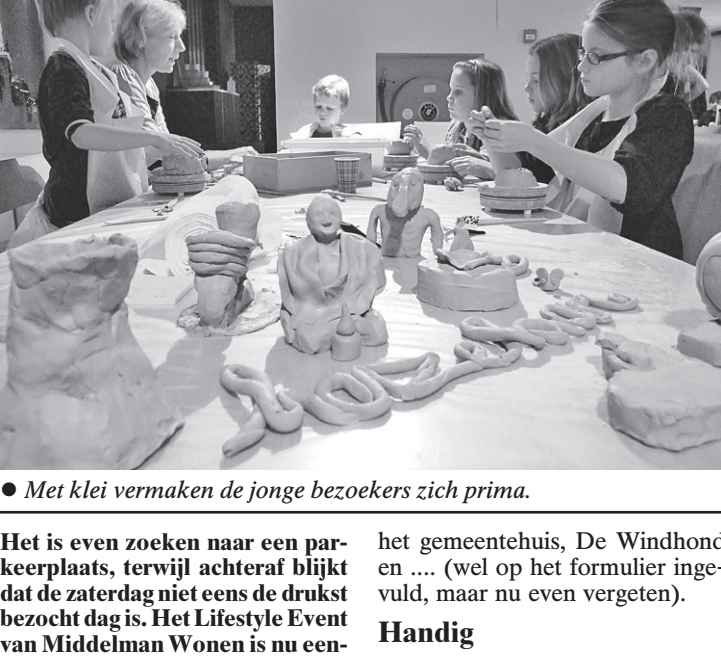 ● Met klei vermaken de jonge bezoekers zich prima.
Het is even zoeken naar een par-
keerplaats, terwijl achteraf blijkt
dat de zaterdag niet eens de drukst
bezocht dag is. Het Lifestyle Event
van Middelman Wonen is nu een-
het gemeentehuis, De Windhond
en .... (wel op het formulier inge-
vuld, maar nu even vergeten).
Handig